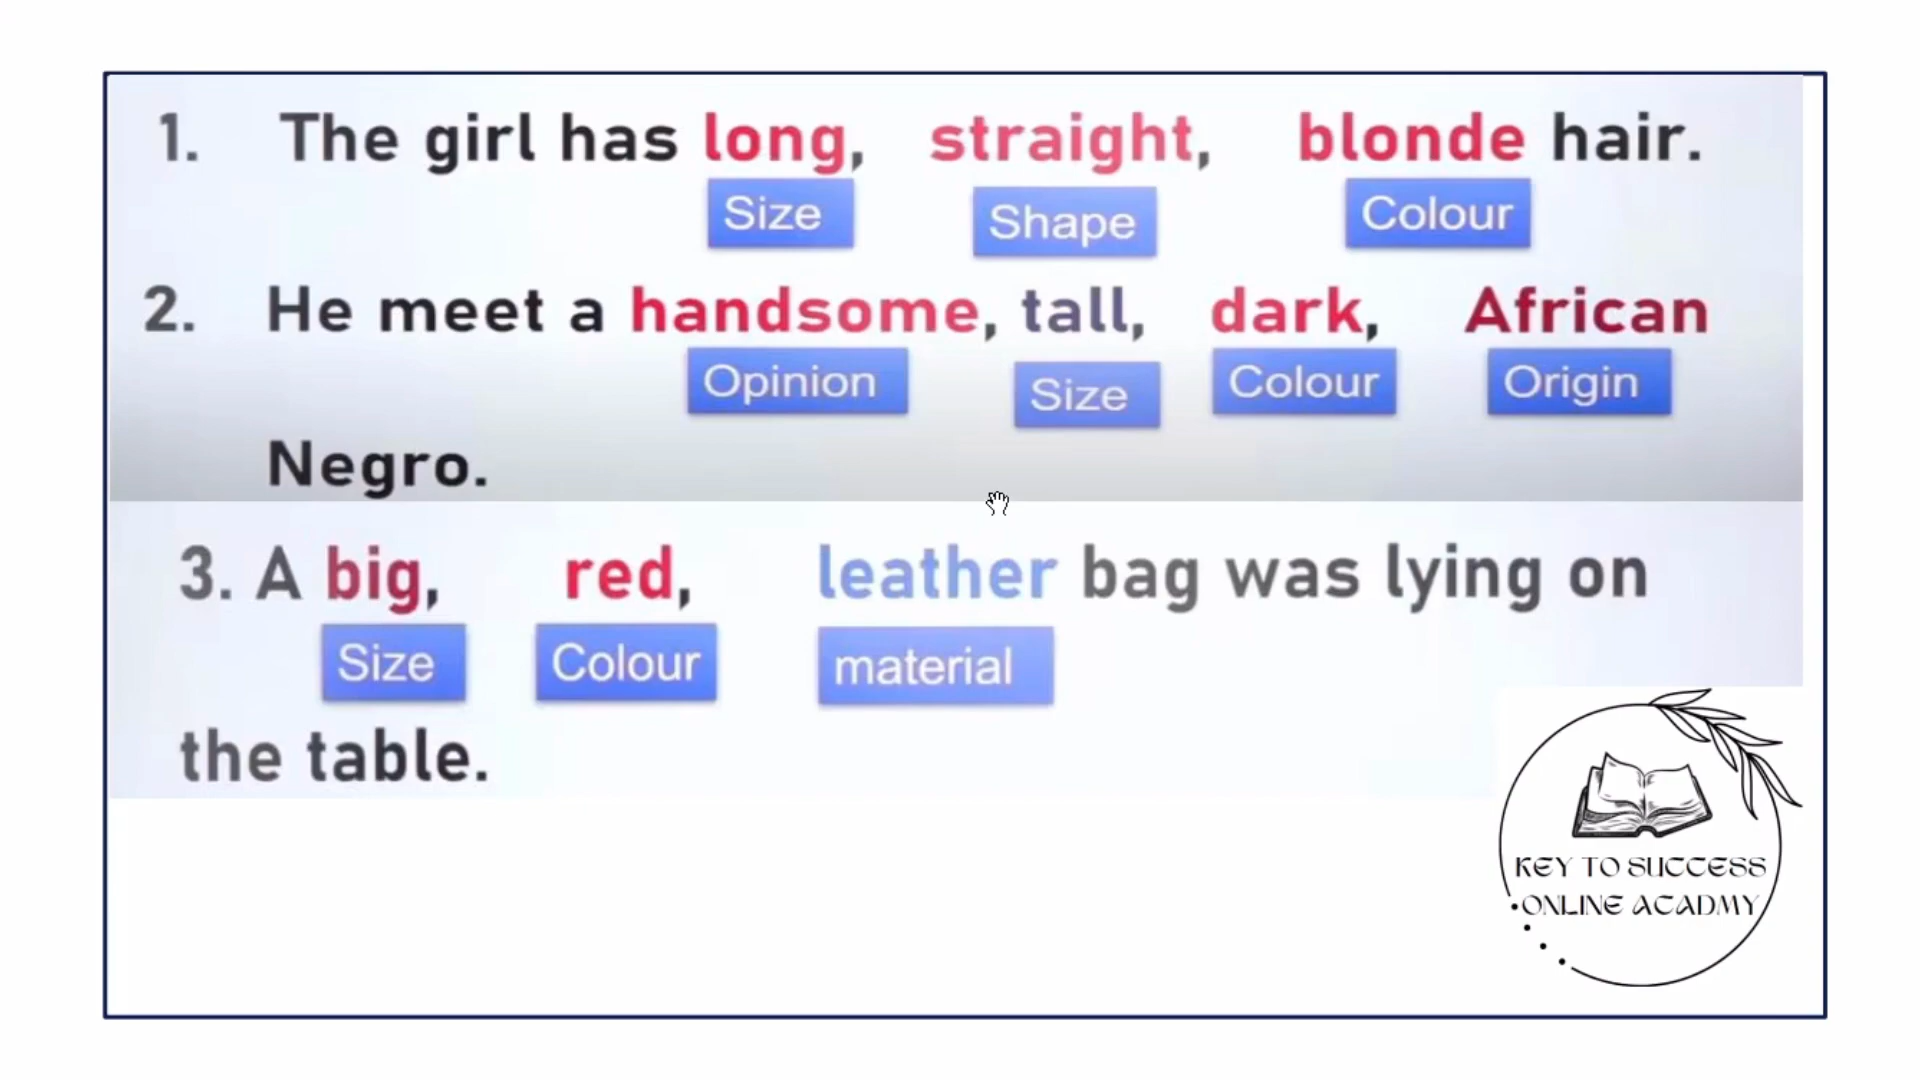 1. The girl has long, straight, blonde hair.
Size Shape Colour
2. He meet a handsome, tall, dark, African
Opinion Size Colour Origin
Negro.
3. A big, red, leather bag was lying on
Size Colour material
the table.
KEY TO SUCCESS
ONLINE ACADMY